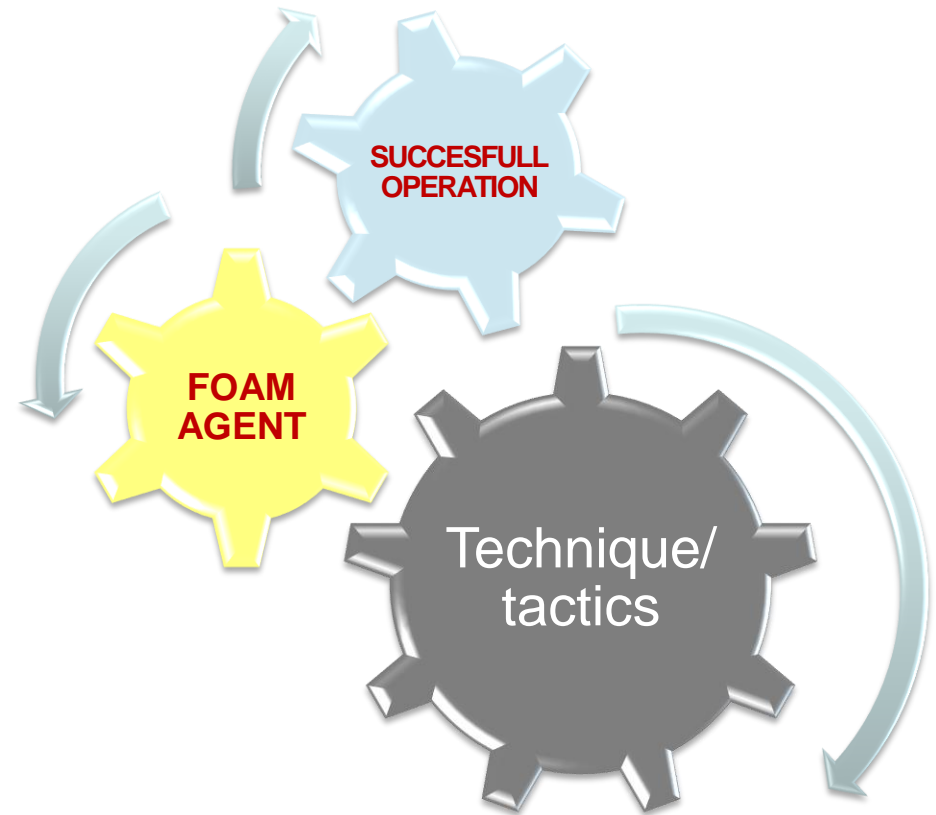 SUCCESFULL
OPERATION
FOAM
AGENT
Technique/
tactics